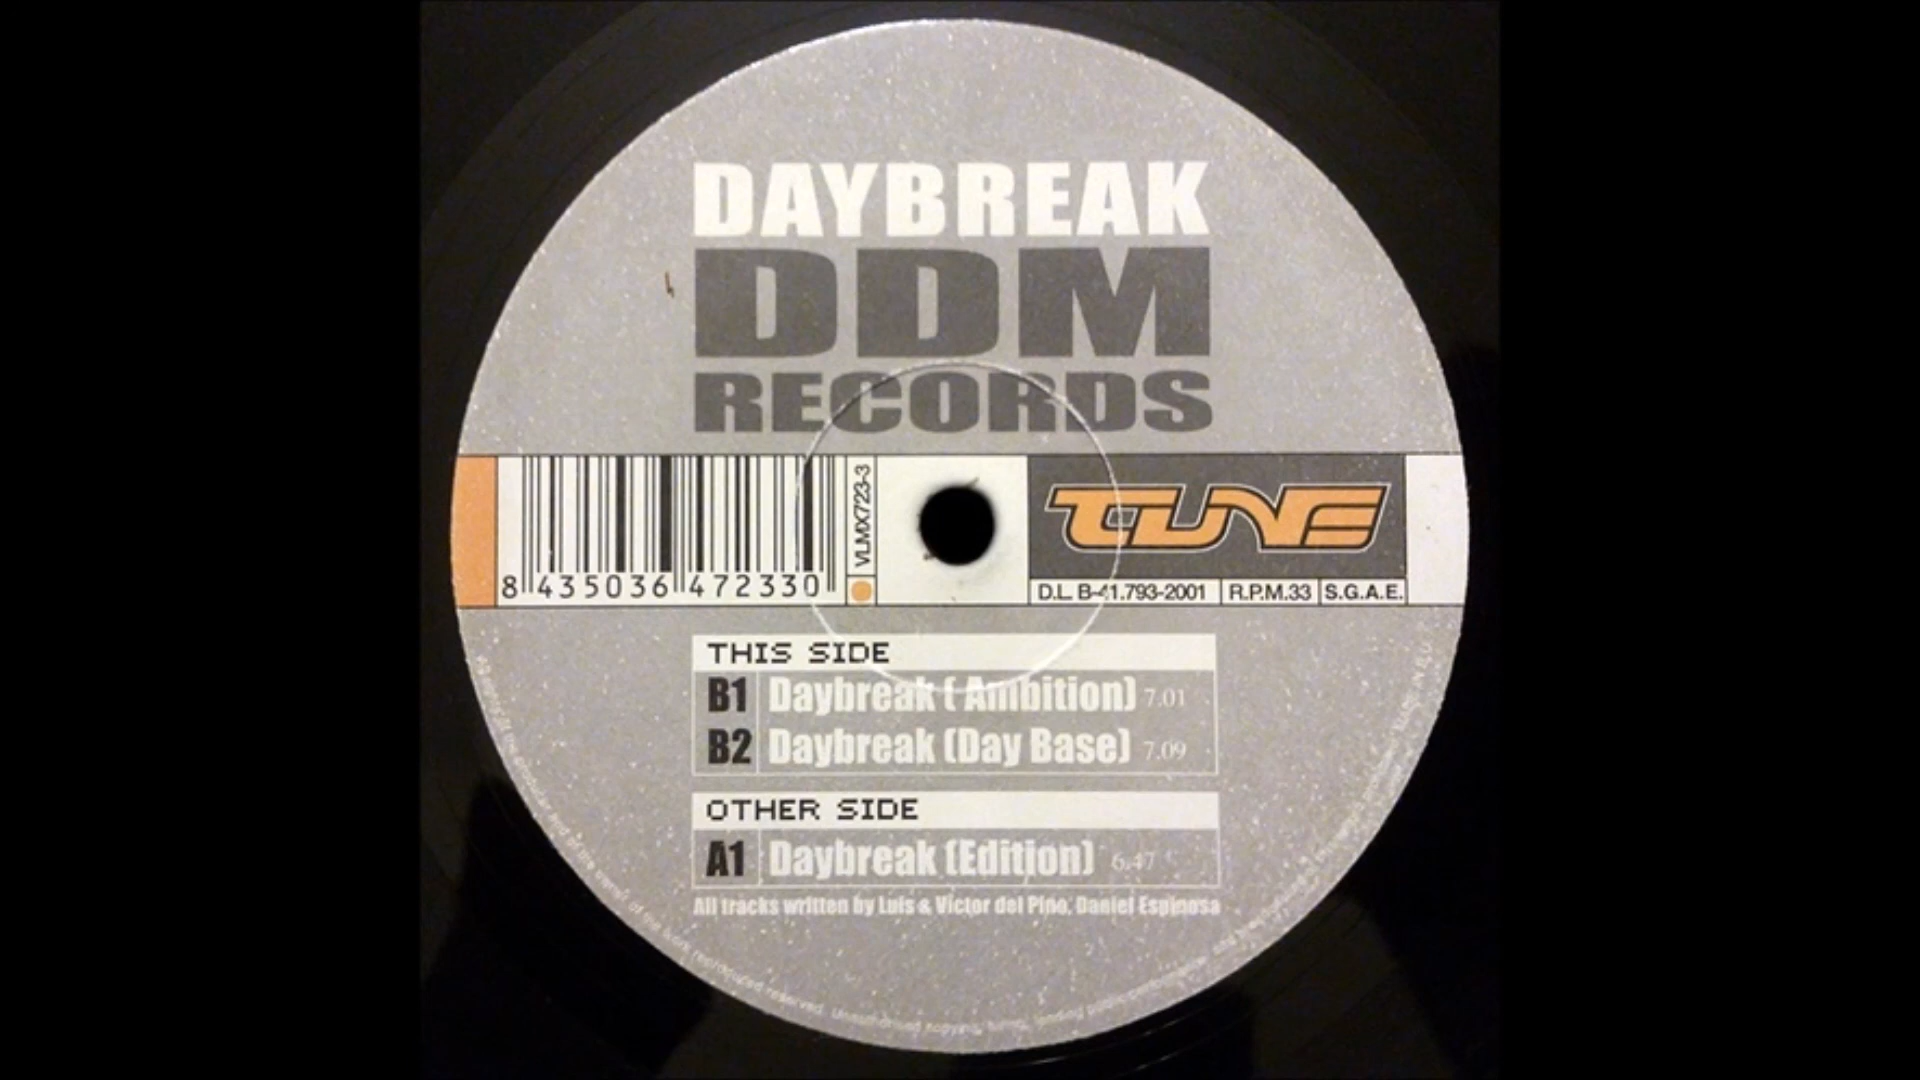 DAYBREAK
DDM
RECORDS
8 435036 472330
VLMX723-3
TUNE
D.L. B-41.793-2001
R.P.M.33
S.G.A.E.
THIS SIDE
B1 Daybreak ( Ambition) 7.01
B2 Daybreak (Day Base) 7.09
OTHER SIDE
A1 Daybreak (Edition) 6.47
All tracks written by Luis & Victor del Pino, Daniel Espinosa